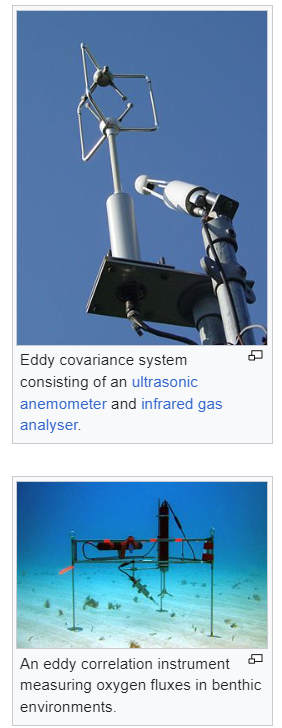 Eddy covariance system
consisting of an ultrasonic
anemometer and infrared gas
analyser.
An eddy correlation instrument
measuring oxygen fluxes in benthic
environments.